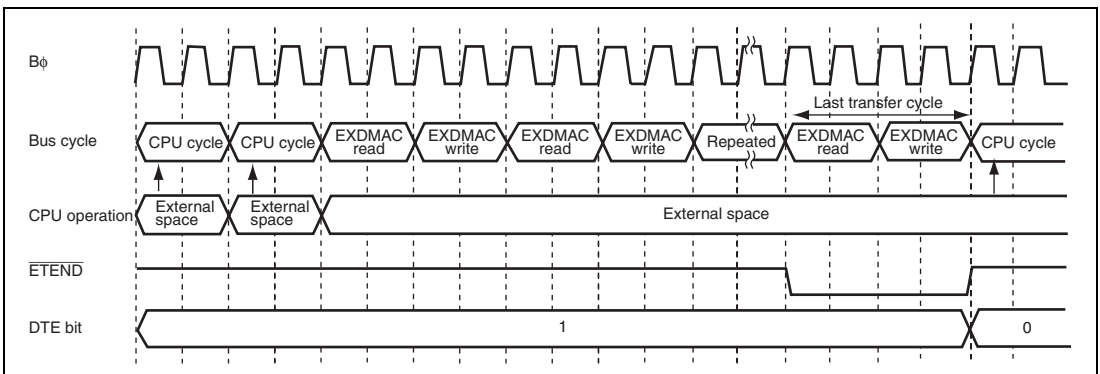 Bϕ
Last transfer cycle
Bus cycle
CPU cycle
CPU cycle
EXDMAC
read
EXDMAC
write
EXDMAC
read
EXDMAC
write
Repeated
EXDMAC
read
EXDMAC
write
CPU cycle
CPU operation
External
space
External
space
External space
ETEND
DTE bit
1
0